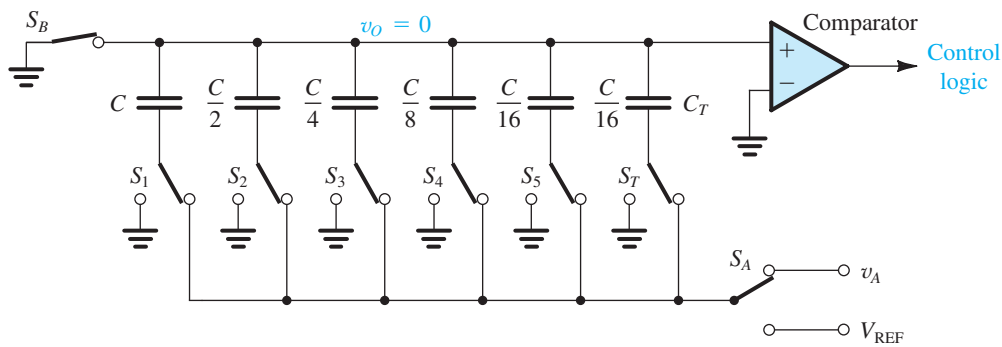 S_B
v_O = 0
Comparator
+
−
Control
logic
C
C/2
C/4
C/8
C/16
C/16
C_T
S_1
S_2
S_3
S_4
S_5
S_T
S_A
v_A
V_REF